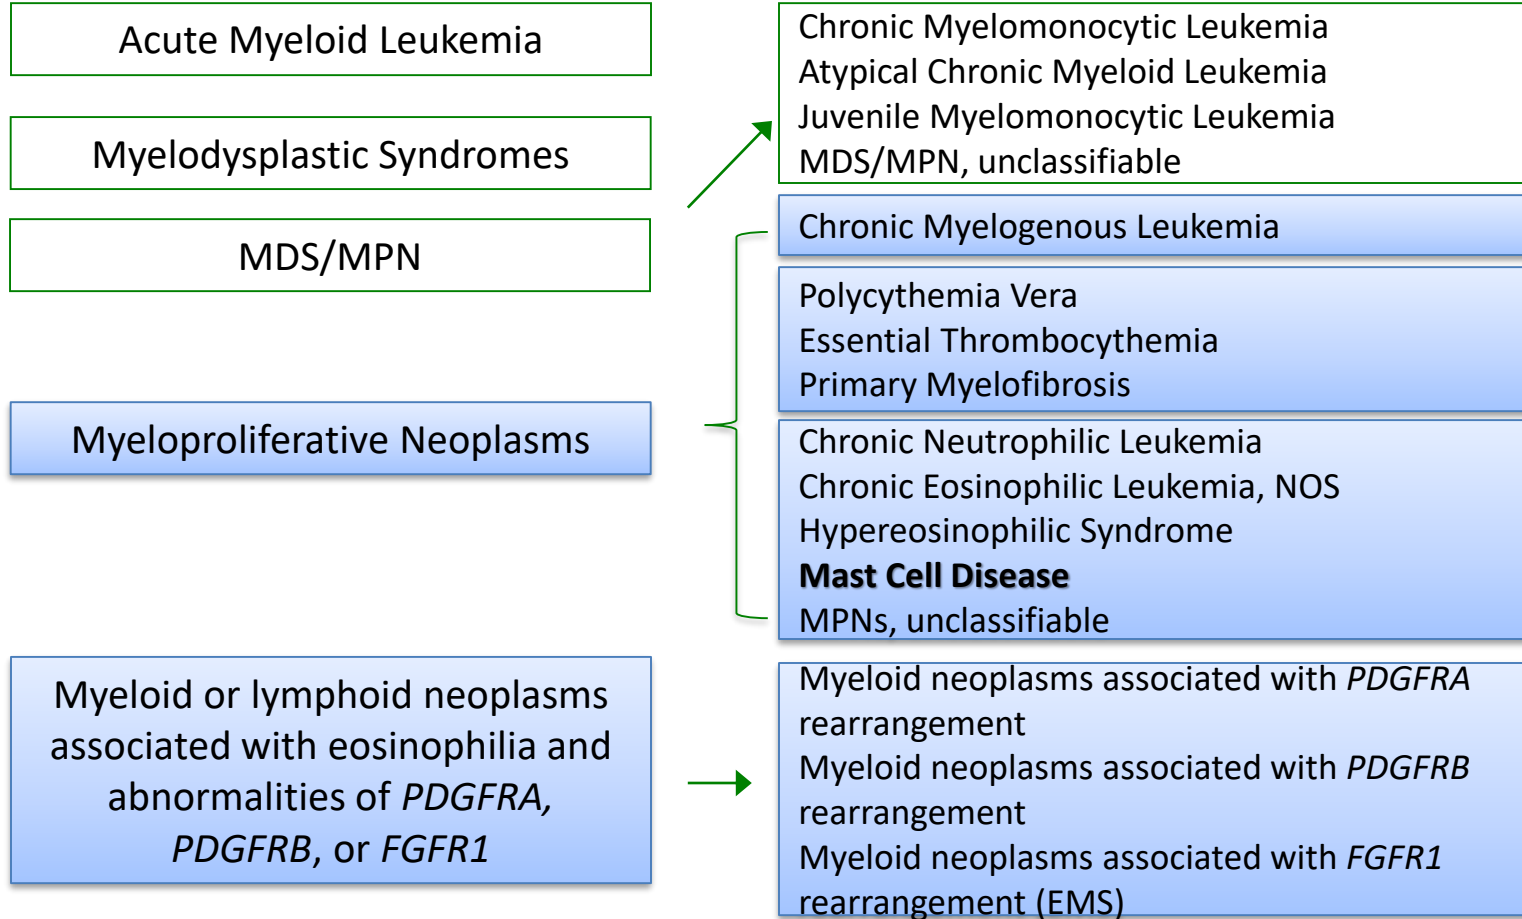 Acute Myeloid Leukemia
Myelodysplastic Syndromes
MDS/MPN
Myeloproliferative Neoplasms
Myeloid or lymphoid neoplasms
associated with eosinophilia and
abnormalities of PDGFRA,
PDGFRB, or FGFR1
Chronic Myelomonocytic Leukemia
Atypical Chronic Myeloid Leukemia
Juvenile Myelomonocytic Leukemia
MDS/MPN, unclassifiable
Chronic Myelogenous Leukemia
Polycythemia Vera
Essential Thrombocythemia
Primary Myelofibrosis
Chronic Neutrophilic Leukemia
Chronic Eosinophilic Leukemia, NOS
Hypereosinophilic Syndrome
Mast Cell Disease
MPNs, unclassifiable
Myeloid neoplasms associated with PDGFRA
rearrangement
Myeloid neoplasms associated with PDGFRB
rearrangement
Myeloid neoplasms associated with FGFR1
rearrangement (EMS)